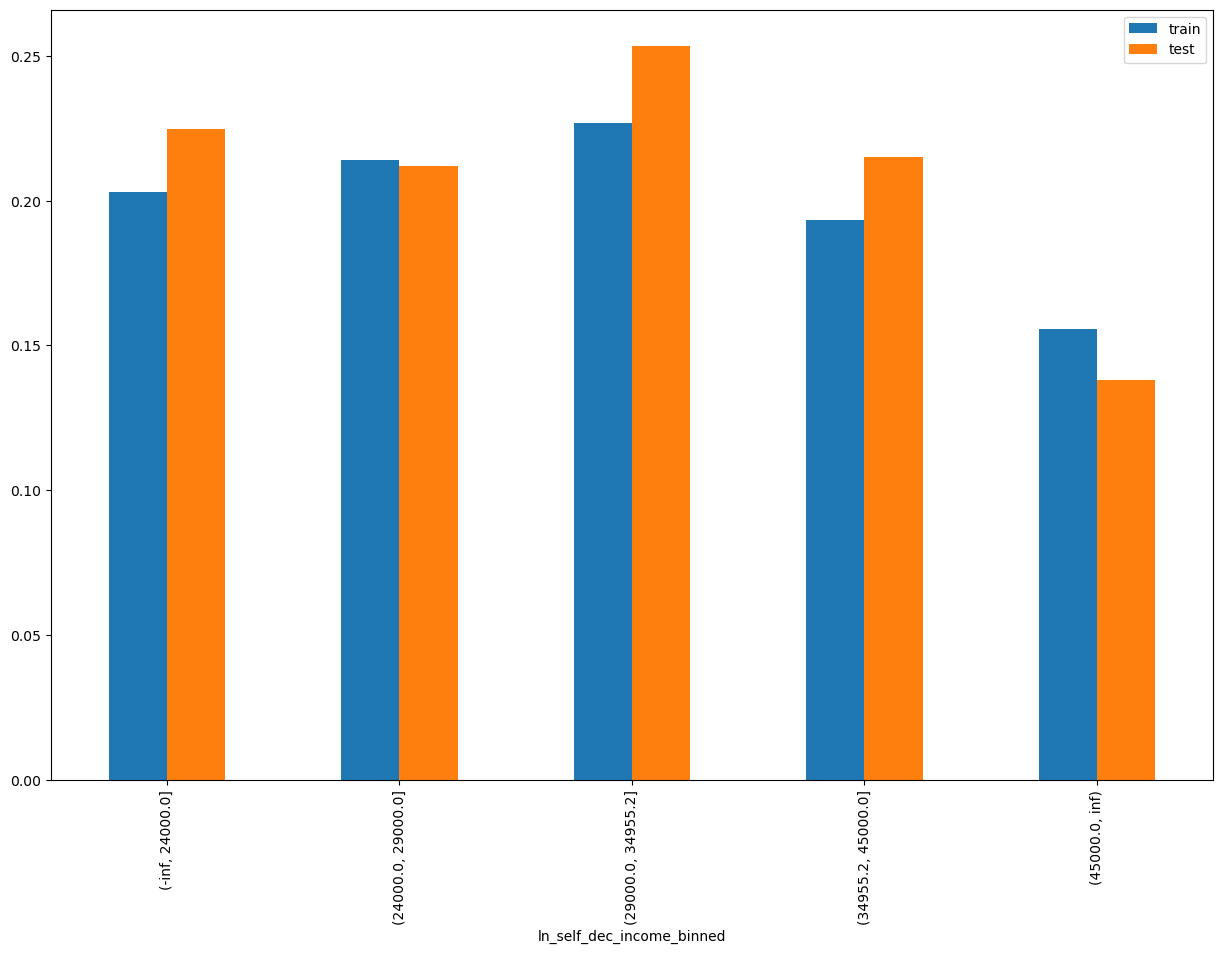 train
test
0.25
0.20
0.15
0.10
0.05
0.00
(-inf, 24000.0]
(24000.0, 29000.0]
(29000.0, 34955.2]
(34955.2, 45000.0]
(45000.0, inf)
ln_self_dec_income_binned